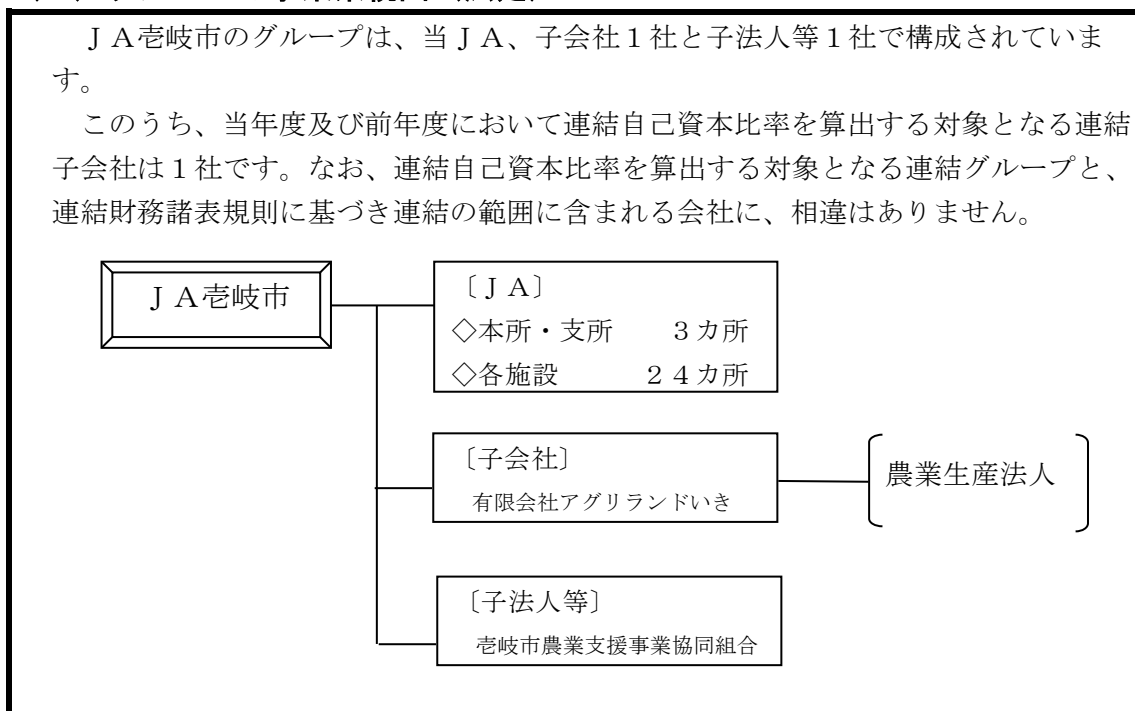 ＪＡ壱岐市のグループは、当ＪＡ、子会社１社と子法人等１社で構成されていま
す。
このうち、当年度及び前年度において連結自己資本比率を算出する対象となる連結
子会社は１社です。なお、連結自己資本比率を算出する対象となる連結グループと、
連結財務諸表規則に基づき連結の範囲に含まれる会社に、相違はありません。
ＪＡ壱岐市
〔ＪＡ〕
◇本所・支所　　３カ所
◇各施設　　　２４カ所
〔子会社〕
有限会社アグリランドいき
農業生産法人
〔子法人等〕
壱岐市農業支援事業協同組合